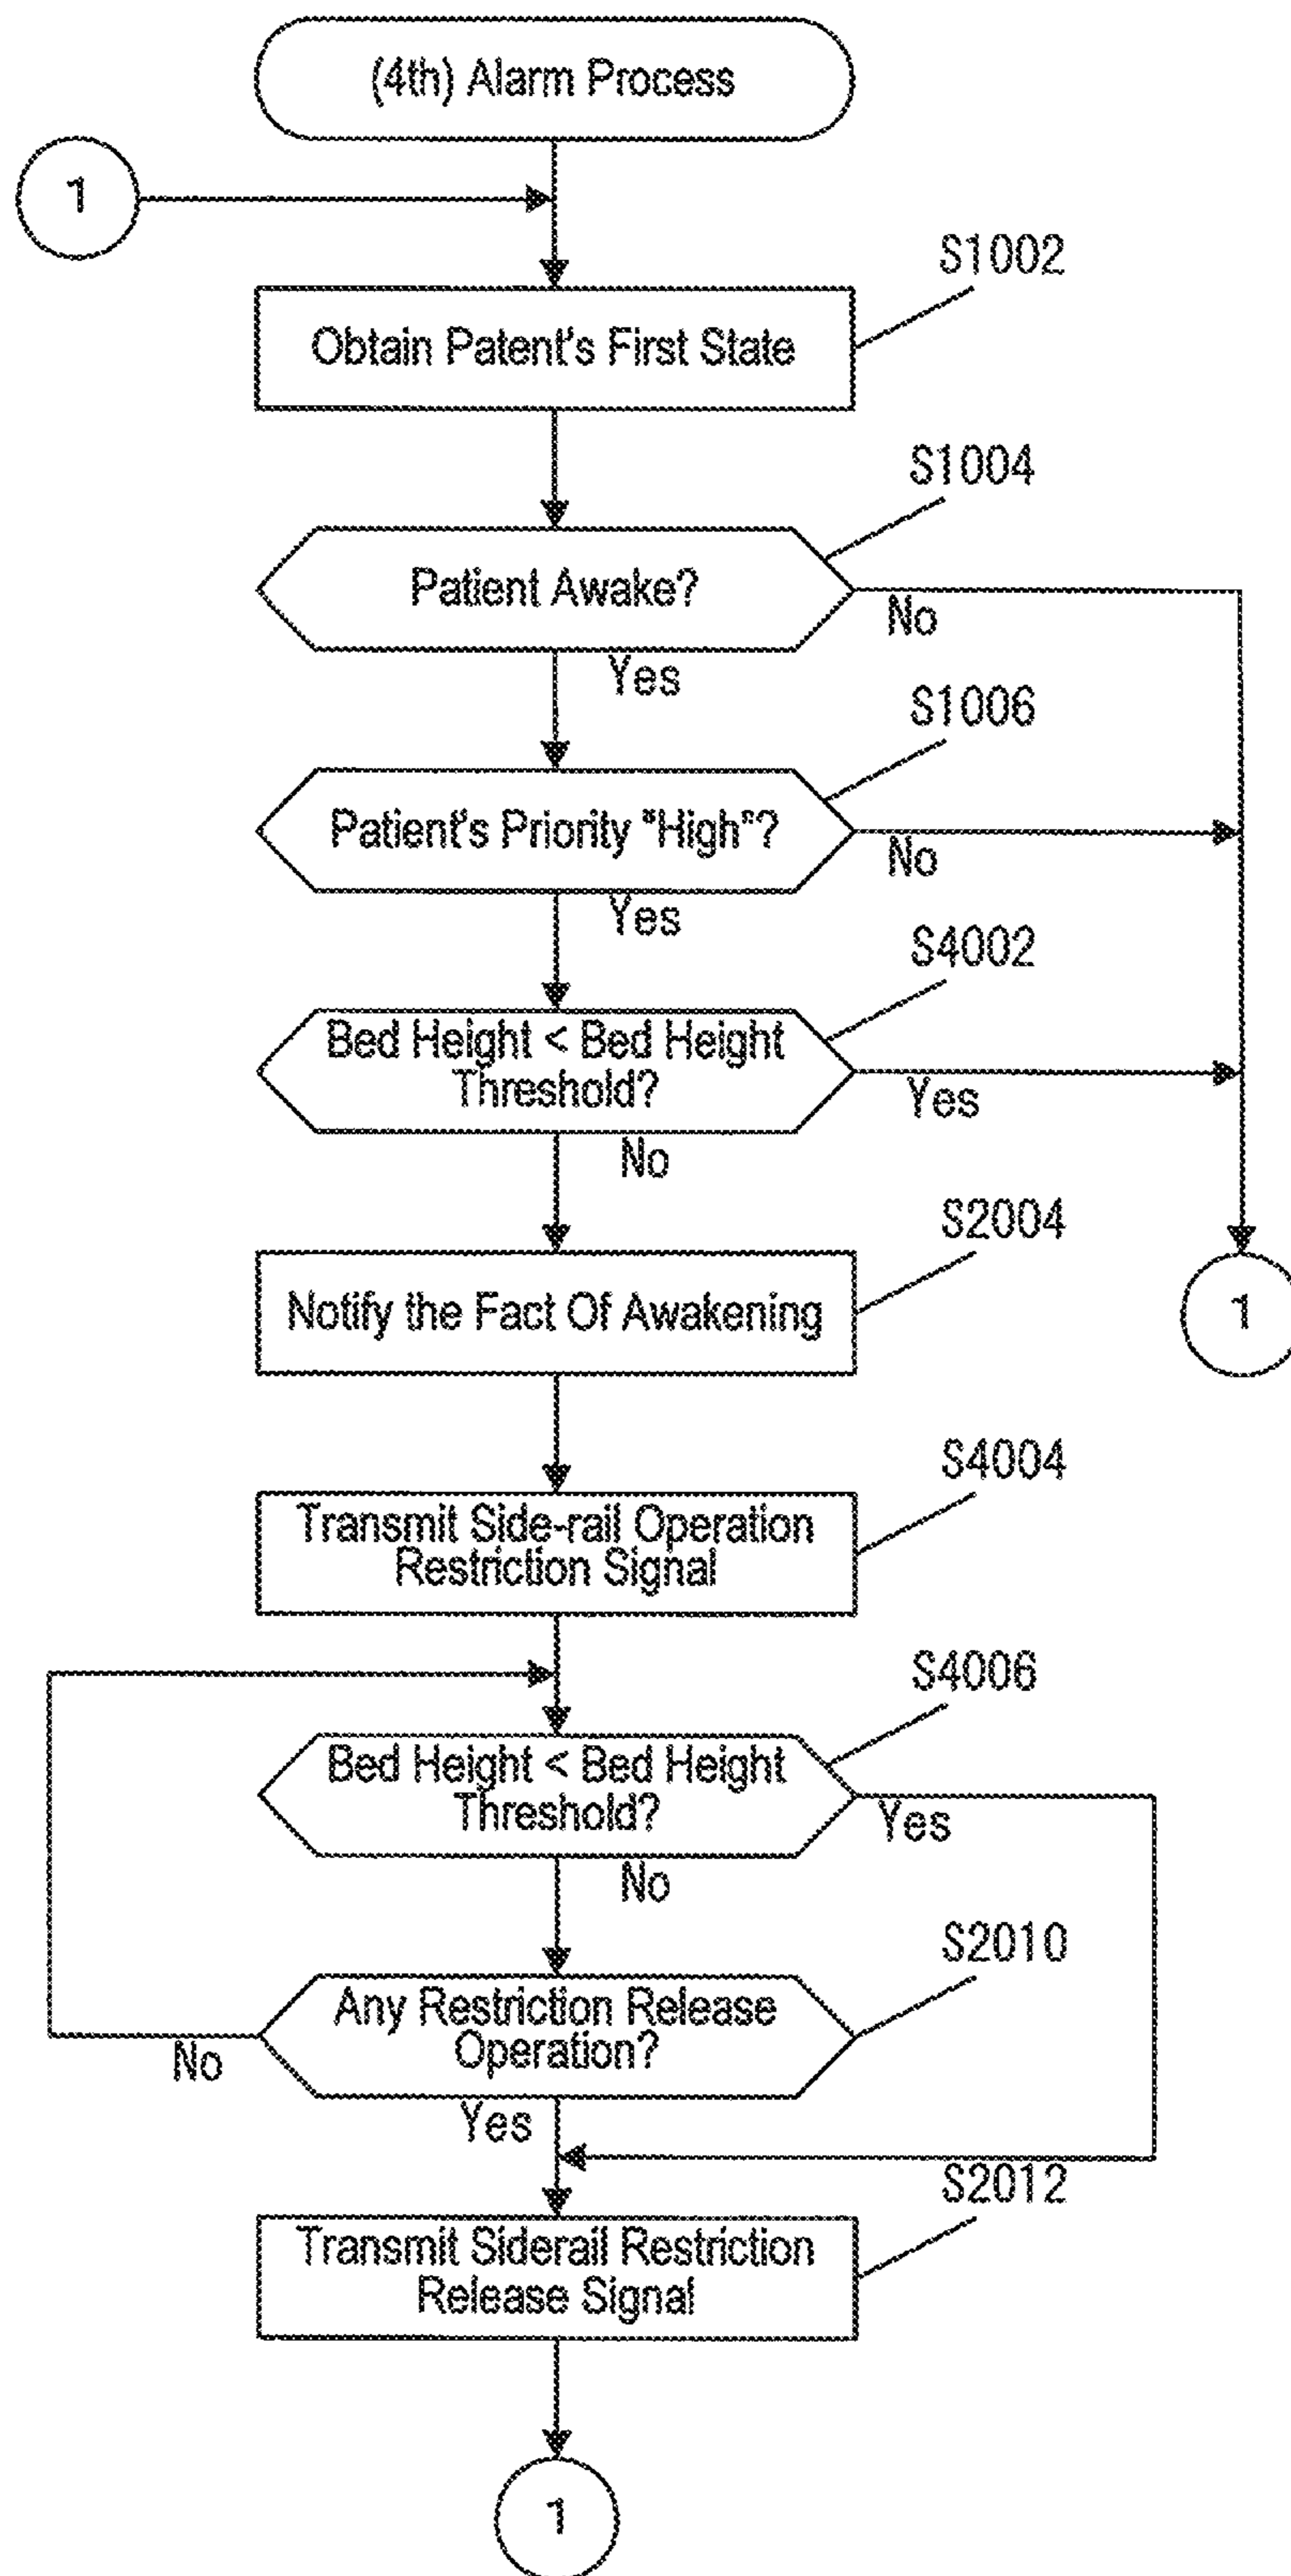 (4th) Alarm Process
1
S1002
Obtain Patent's First State
S1004
Patient Awake?
No
Yes
S1006
Patient's Priority "High"?
No
Yes
S4002
Bed Height < Bed Height
Threshold?
Yes
No
S2004
Notify the Fact Of Awakening
1
S4004
Transmit Side-rail Operation
Restriction Signal
S4006
Bed Height < Bed Height
Threshold?
Yes
No
S2010
Any Restriction Release
Operation?
No
Yes
S2012
Transmit Siderail Restriction
Release Signal
1